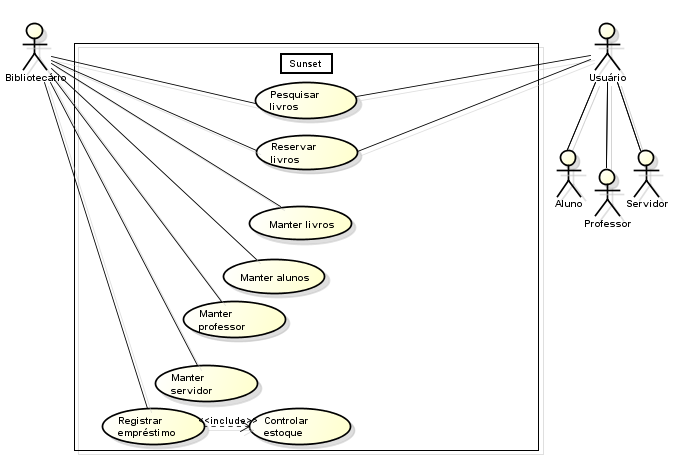 Bibliotecário
Usuário
Sunset
Pesquisar
livros
Reservar
livros
Aluno
Professor
Servidor
Manter livros
Manter alunos
Manter
professor
Manter
servidor
Registrar
empréstimo
<<include>>
Controlar
estoque